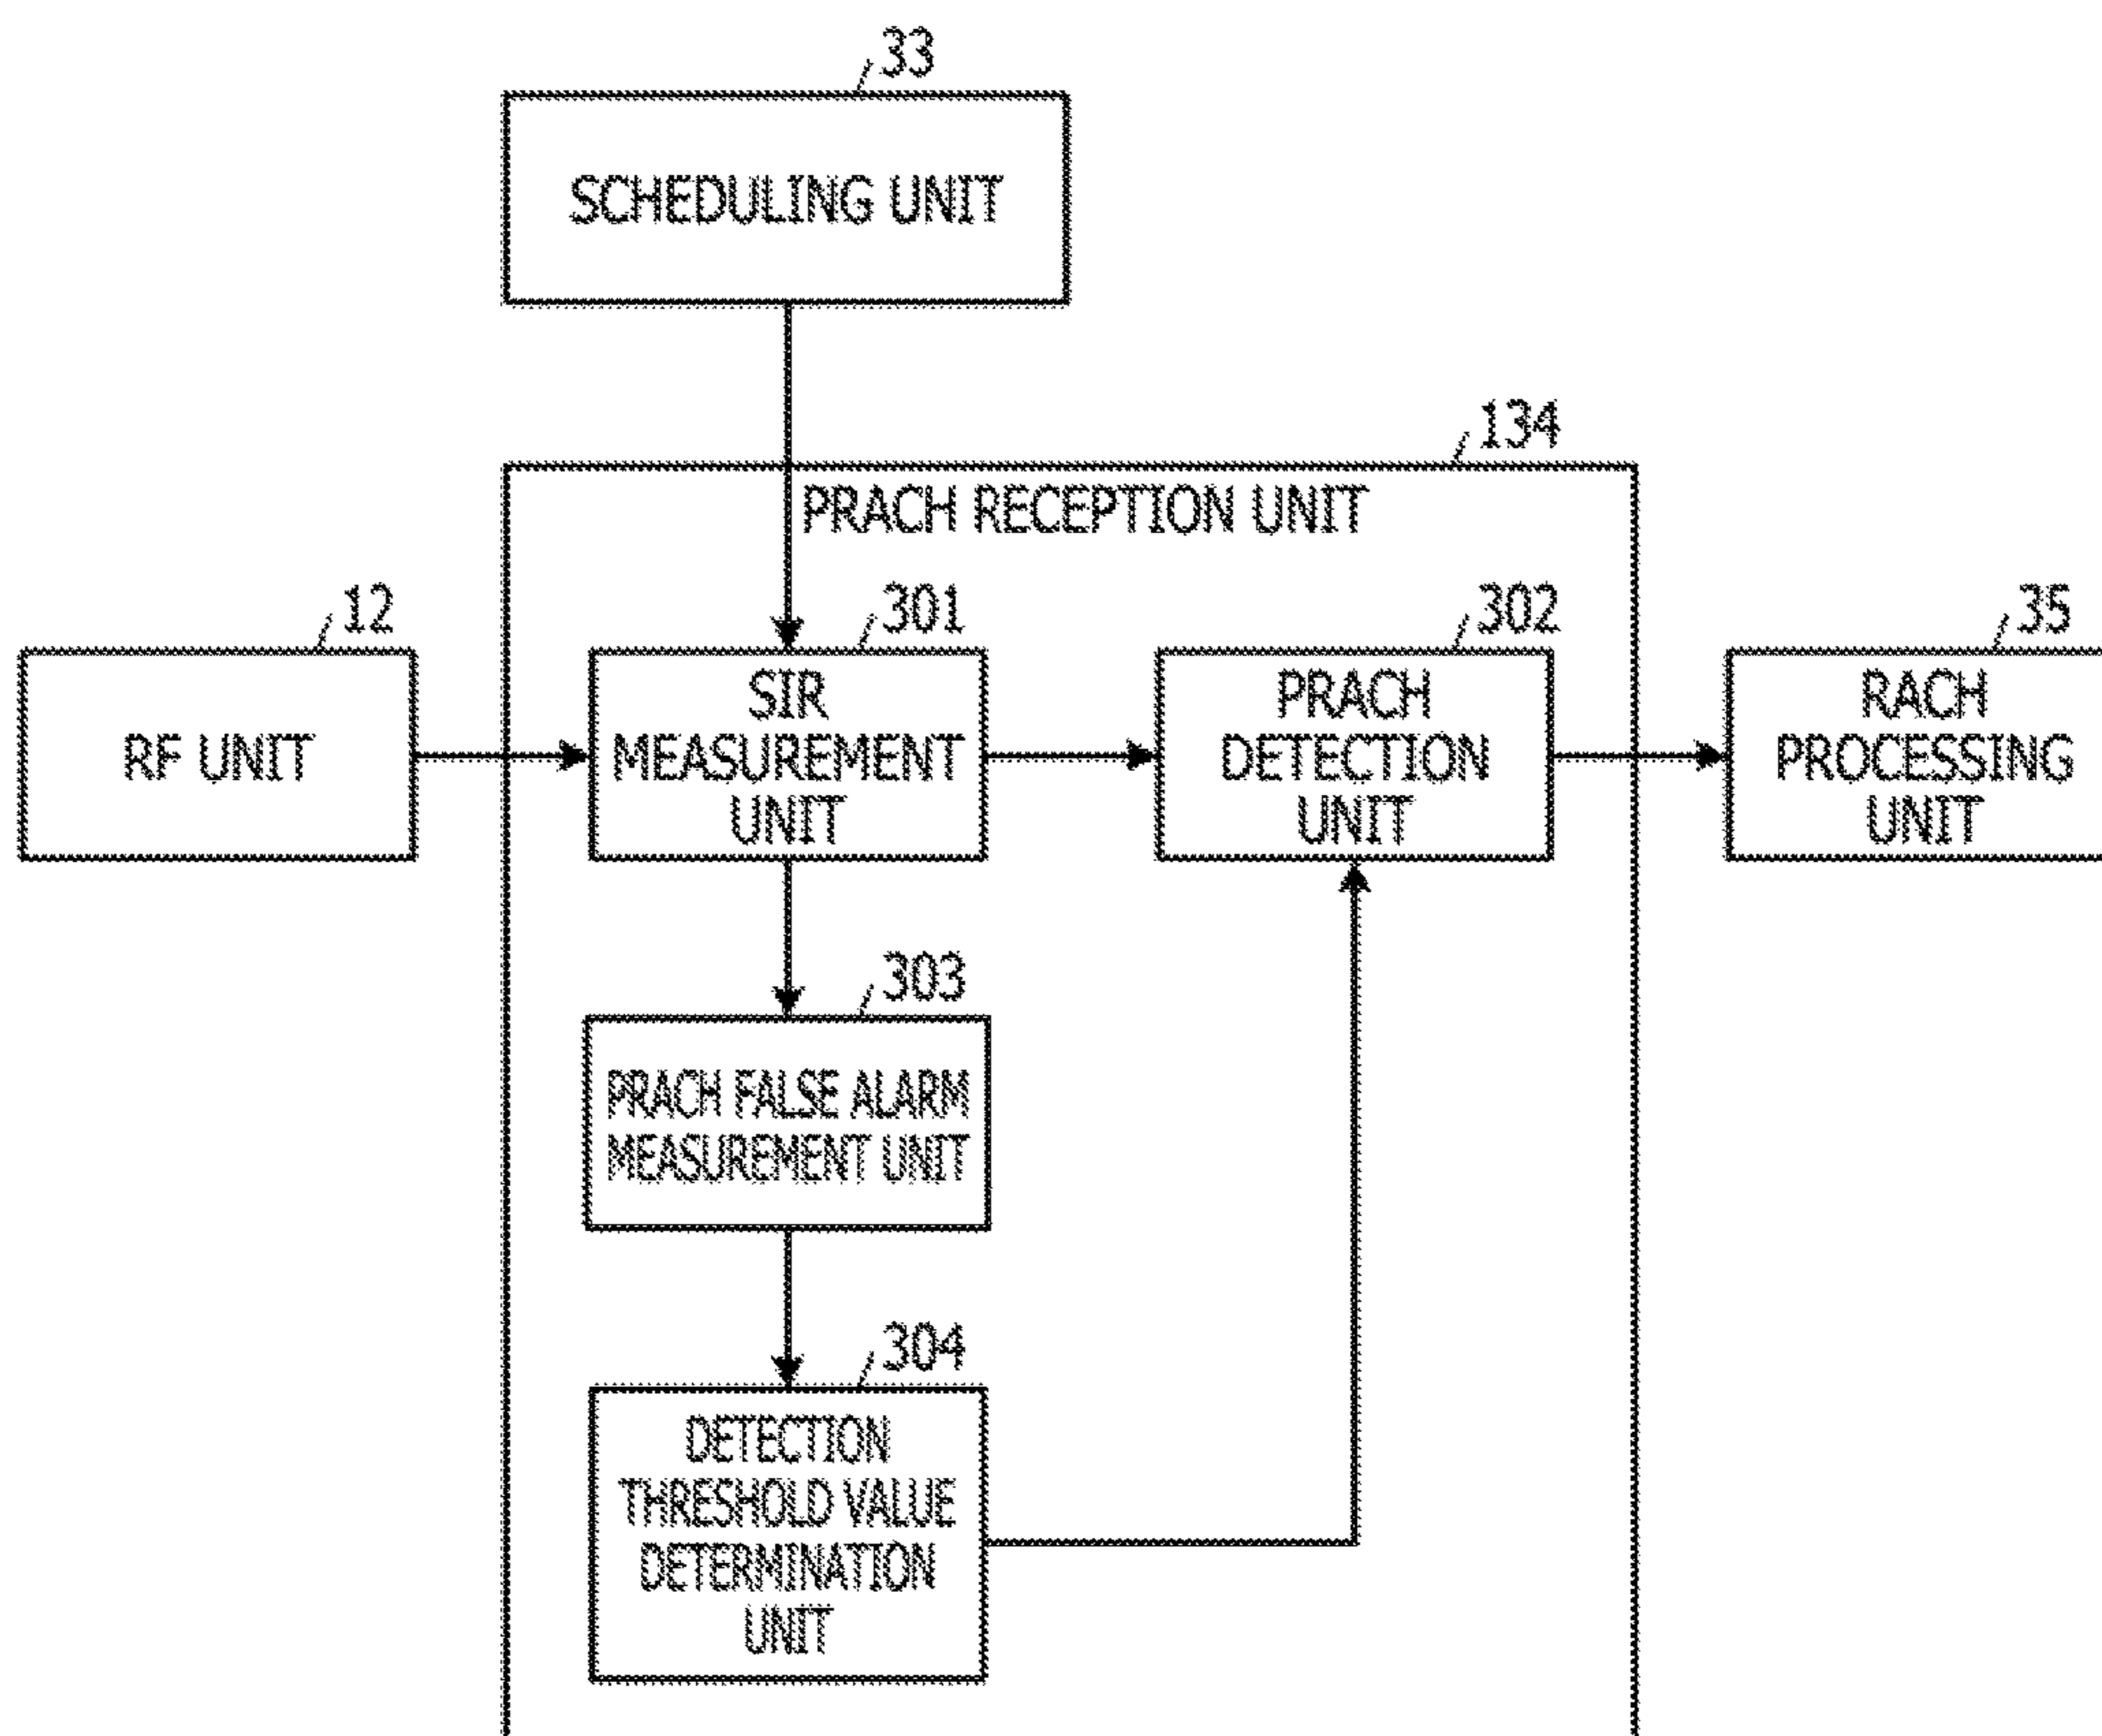 33
SCHEDULING UNIT
134
PRACH RECEPTION UNIT
12
RF UNIT
301
SIR
MEASUREMENT
UNIT
302
PRACH
DETECTION
UNIT
35
RACH
PROCESSING
UNIT
303
PRACH FALSE ALARM
MEASUREMENT UNIT
304
DETECTION
THRESHOLD VALUE
DETERMINATION
UNIT